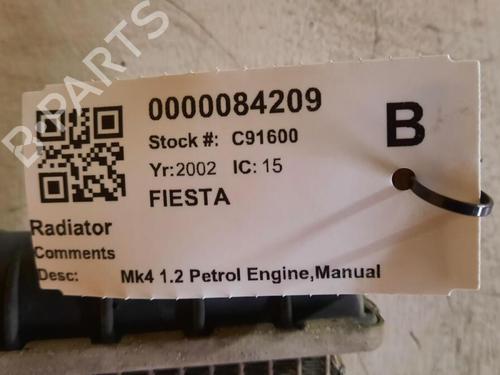 B-PARTS
0000084209
Stock #: C91600
B
Yr:2002 IC:15
FIESTA
Radiator
Comments
Desc: Mk4 1.2 Petrol Engine,Manual